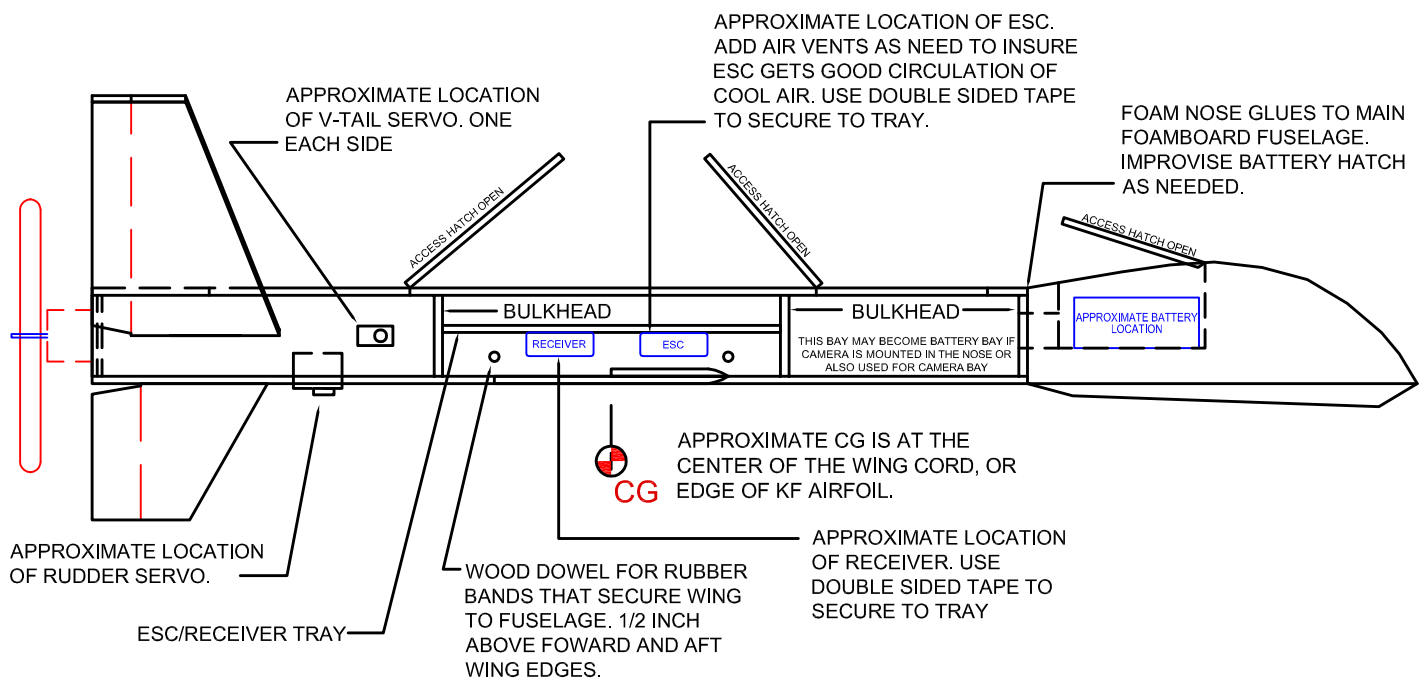 APPROXIMATE LOCATION OF ESC.
ADD AIR VENTS AS NEED TO INSURE
ESC GETS GOOD CIRCULATION OF
COOL AIR. USE DOUBLE SIDED TAPE
TO SECURE TO TRAY.
APPROXIMATE LOCATION
OF V-TAIL SERVO. ONE
EACH SIDE
FOAM NOSE GLUES TO MAIN
FOAMBOARD FUSELAGE.
IMPROVISE BATTERY HATCH
AS NEEDED.
ACCESS HATCH OPEN
ACCESS HATCH OPEN
ACCESS HATCH OPEN
BULKHEAD
BULKHEAD
RECEIVER
ESC
THIS BAY MAY BECOME BATTERY BAY IF
CAMERA IS MOUNTED IN THE NOSE OR
ALSO USED FOR CAMERA BAY
APPROXIMATE BATTERY
LOCATION
CG
APPROXIMATE CG IS AT THE
CENTER OF THE WING CORD, OR
EDGE OF KF AIRFOIL.
APPROXIMATE LOCATION
OF RUDDER SERVO.
ESC/RECEIVER TRAY
WOOD DOWEL FOR RUBBER
BANDS THAT SECURE WING
TO FUSELAGE. 1/2 INCH
ABOVE FOWARD AND AFT
WING EDGES.
APPROXIMATE LOCATION
OF RECEIVER. USE
DOUBLE SIDED TAPE TO
SECURE TO TRAY